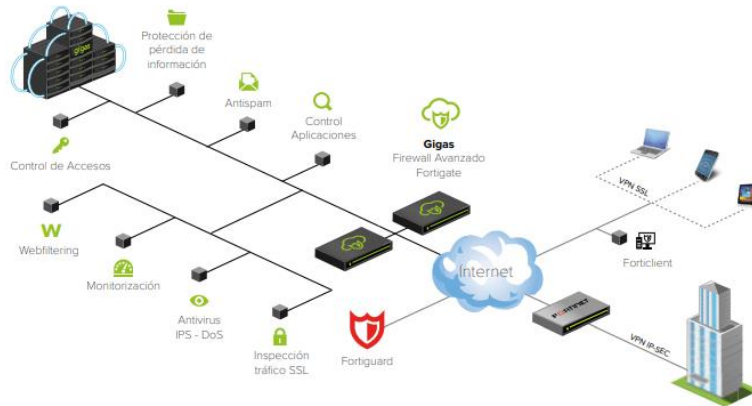 gigas
Protección de
pérdida de
información
Antispam
Control
Aplicaciones
Gigas
Firewall Avanzado
Fortigate
Control de Accesos
Webfiltering
Monitorización
Antivirus
IPS - DoS
Inspección
tráfico SSL
Fortiguard
Internet
VPN SSL
Forticlient
FORTINET
VPN IP-SEC